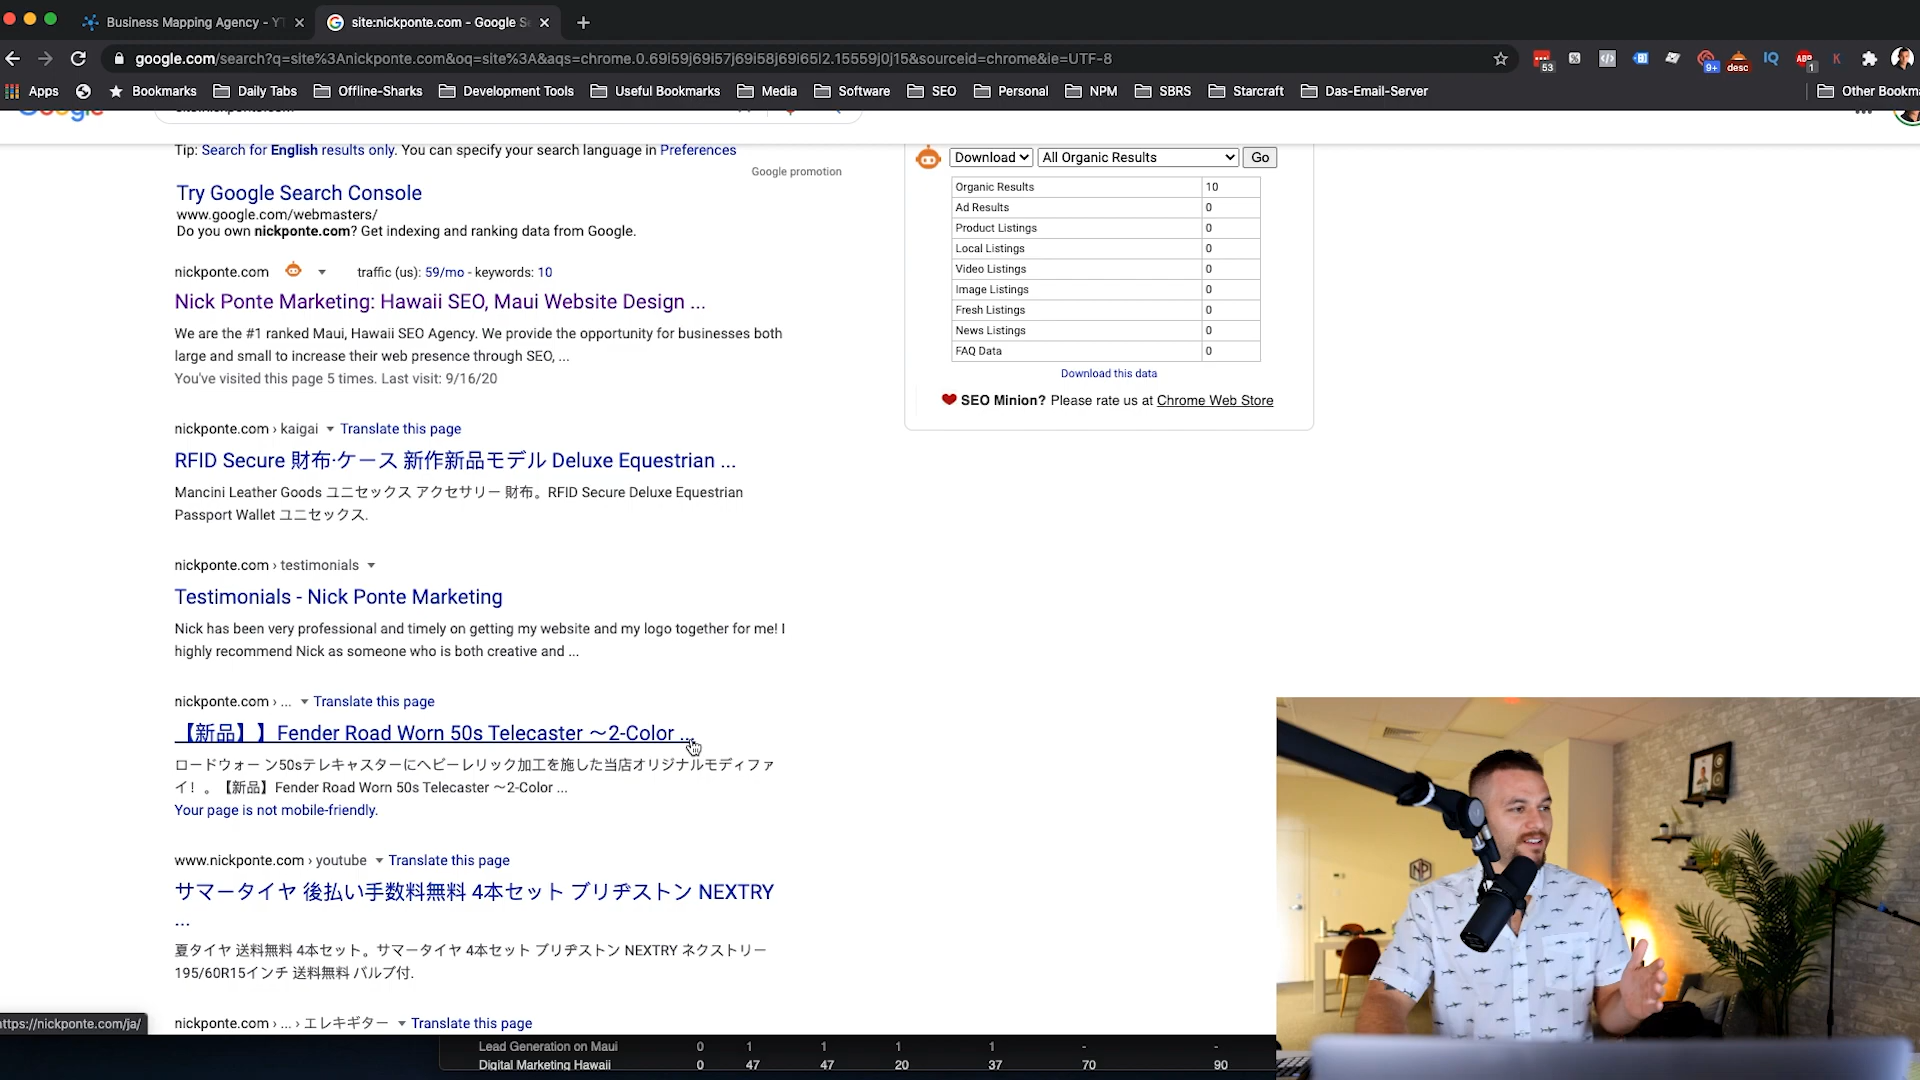 Business Mapping Agency - YT
site:nickponte.com - Google S
google.com/search?q=site%3Anickponte.com&oq=site%3A&aqs=chrome.0.69i59j69i57j69i58j69i65l2.15559j0j15&sourceid=chrome&ie=UTF-8
53
9+
desc
IQ
ABP
1
K
Apps
Bookmarks
Daily Tabs
Offline-Sharks
Development Tools
Useful Bookmarks
Media
Software
SEO
Personal
NPM
SBRS
Starcraft
Das-Email-Server
Other Bookma
Tip: Search for English results only. You can specify your search language in Preferences
Google promotion
Try Google Search Console
www.google.com/webmasters/
Do you own nickponte.com? Get indexing and ranking data from Google.
nickponte.com traffic (us): 59/mo - keywords: 10
Nick Ponte Marketing: Hawaii SEO, Maui Website Design ...
We are the #1 ranked Maui, Hawaii SEO Agency. We provide the opportunity for businesses both
large and small to increase their web presence through SEO, ...
You've visited this page 5 times. Last visit: 9/16/20
nickponte.com › kaigai Translate this page
RFID Secure 財布·ケース 新作新品モデル Deluxe Equestrian ...
Mancini Leather Goods ユニセックス アクセサリー 財布。RFID Secure Deluxe Equestrian
Passport Wallet ユニセックス.
nickponte.com › testimonials
Testimonials - Nick Ponte Marketing
Nick has been very professional and timely on getting my website and my logo together for me! I
highly recommend Nick as someone who is both creative and ...
nickponte.com › ... Translate this page
【新品】】Fender Road Worn 50s Telecaster ～2-Color ...
ロードウォーン50sテレキャスターにヘビーレリック加工を施した当店オリジナルモディファ
イ！。【新品】Fender Road Worn 50s Telecaster ～2-Color ...
Your page is not mobile-friendly.
www.nickponte.com › youtube Translate this page
サマータイヤ 後払い手数料無料 4本セット ブリヂストン NEXTRY
...
夏タイヤ 送料無料 4本セット。サマータイヤ 4本セット ブリヂストン NEXTRY ネクストリー
195/60R15インチ 送料無料 バルブ付.
nickponte.com › ... › エレキギター Translate this page
https://nickponte.com/ja/
Download All Organic Results Go
Organic Results 10
Ad Results 0
Product Listings 0
Local Listings 0
Video Listings 0
Image Listings 0
Fresh Listings 0
News Listings 0
FAQ Data 0
Download this data
SEO Minion? Please rate us at Chrome Web Store
NP
Lead Generation on Maui 0 1 1 1 1 - -
Digital Marketing Hawaii 0 47 47 20 37 70 90